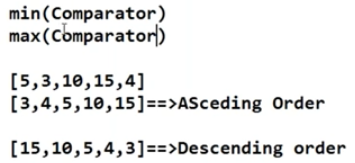 min(Comparator)
max(Comparator)
[5,3,10,15,4]
[3,4,5,10,15]==>ASceding Order
[15,10,5,4,3]==>Descending order